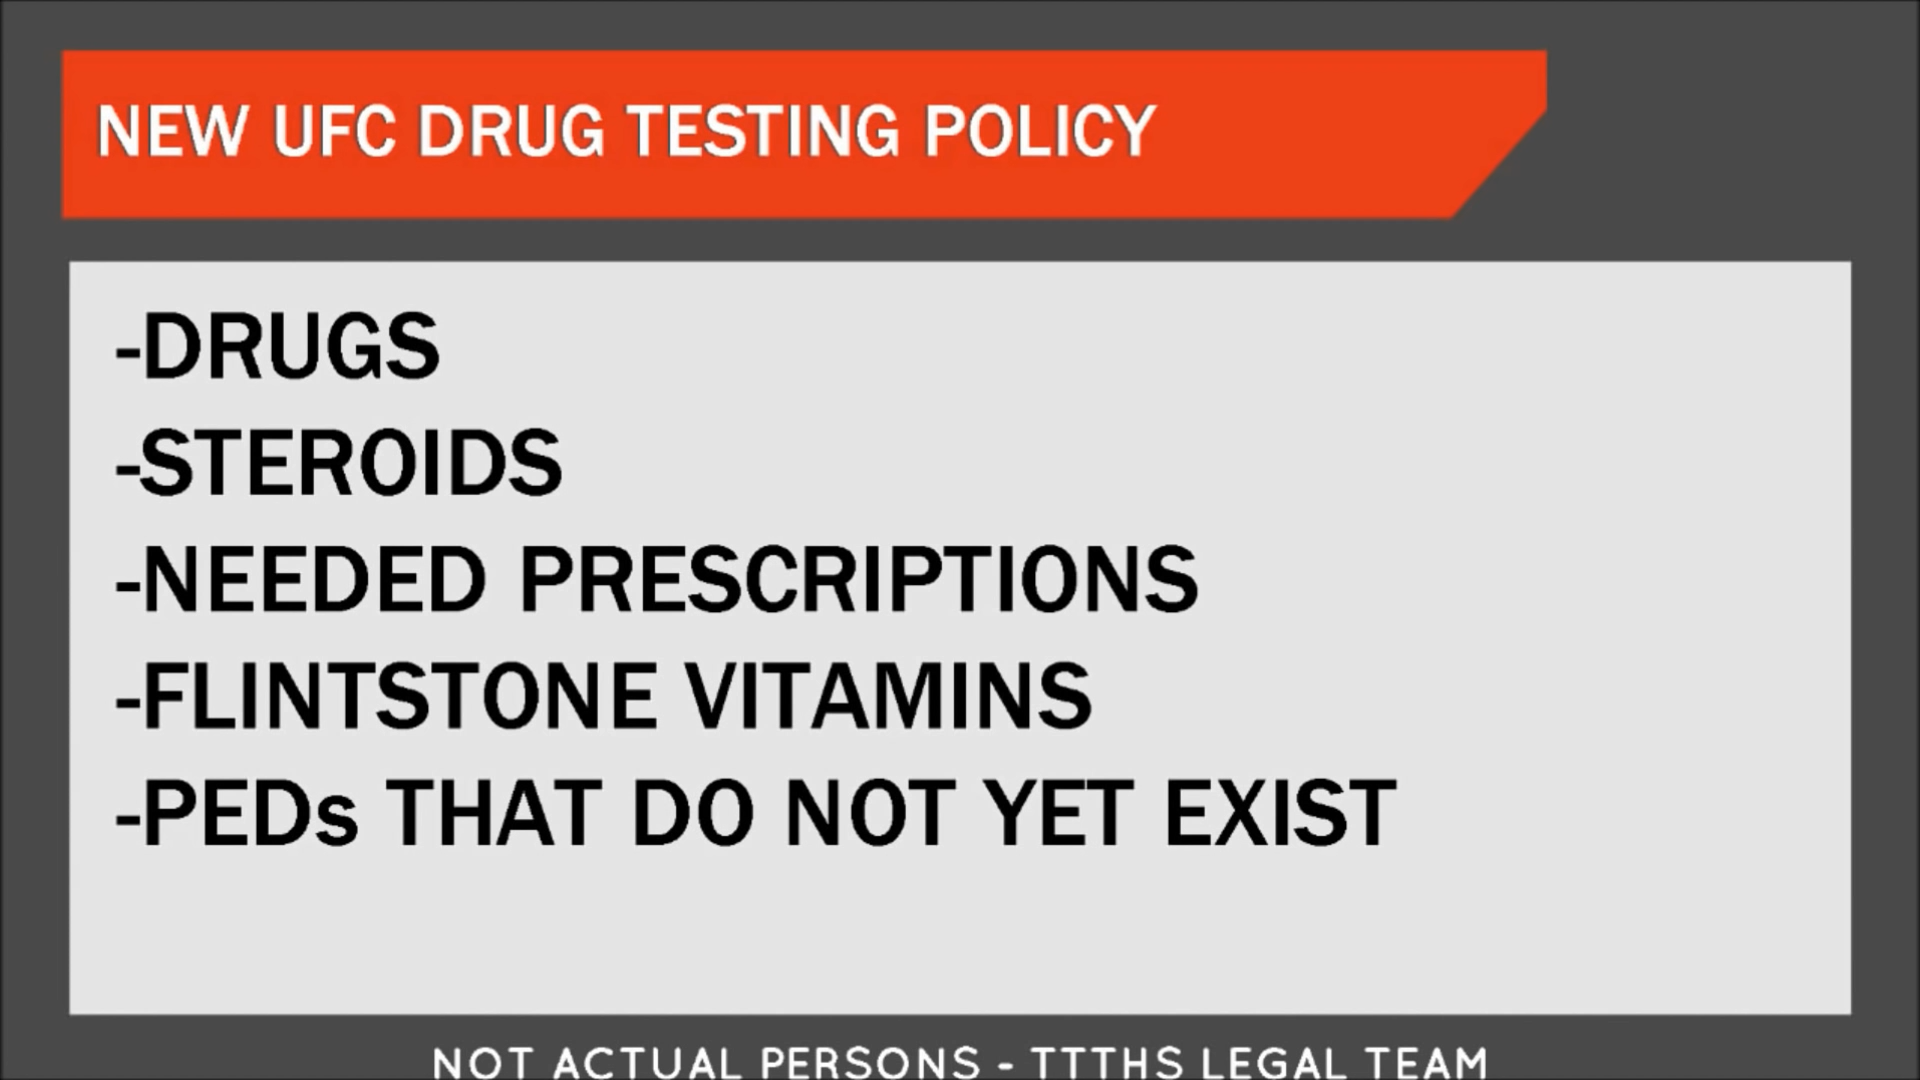 NEW UFC DRUG TESTING POLICY
-DRUGS
-STEROIDS
-NEEDED PRESCRIPTIONS
-FLINTSTONE VITAMINS
-PEDs THAT DO NOT YET EXIST
NOT ACTUAL PERSONS - TTTHS LEGAL TEAM